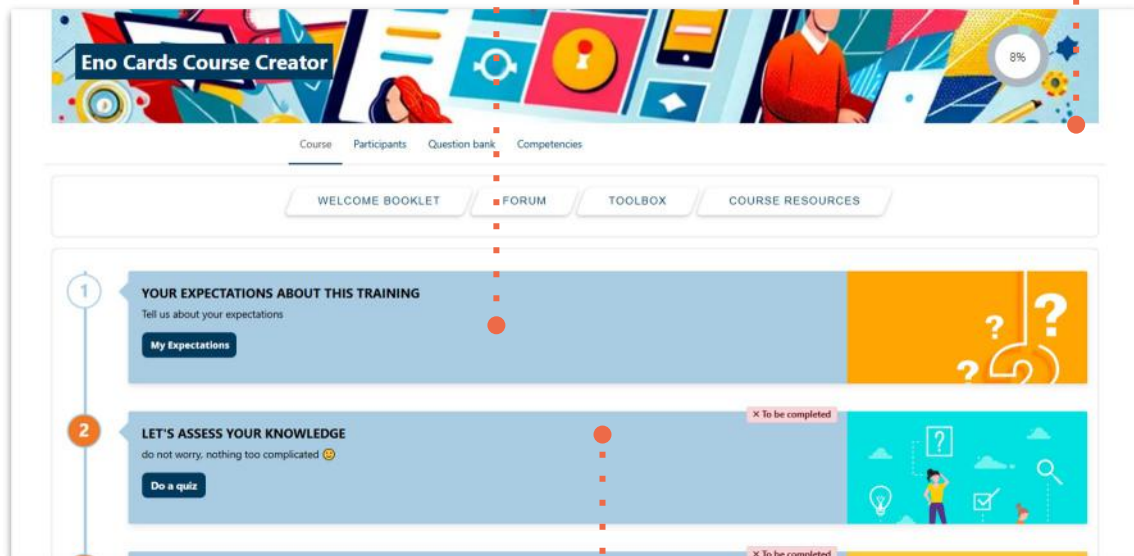 Eno Cards Course Creator
8%
Course Participants Question bank Competencies
WELCOME BOOKLET FORUM TOOLBOX COURSE RESOURCES
1
YOUR EXPECTATIONS ABOUT THIS TRAINING
Tell us about your expectations
My Expectations
? ? ? ?
2
× To be completed
LET'S ASSESS YOUR KNOWLEDGE
do not worry, nothing too complicated 😉
Do a quiz
?
× To be completed